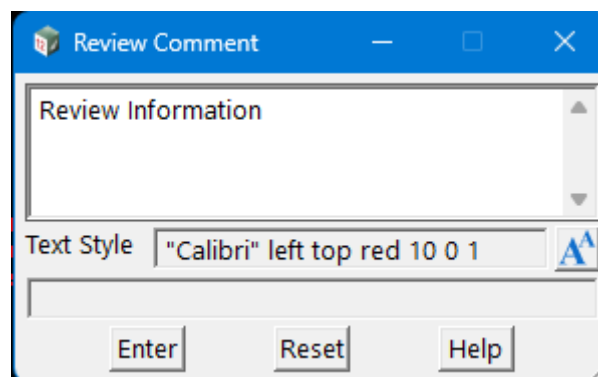 Review Comment
Review Information
Text Style "Calibri" left top red 10 0 1
Enter Reset Help